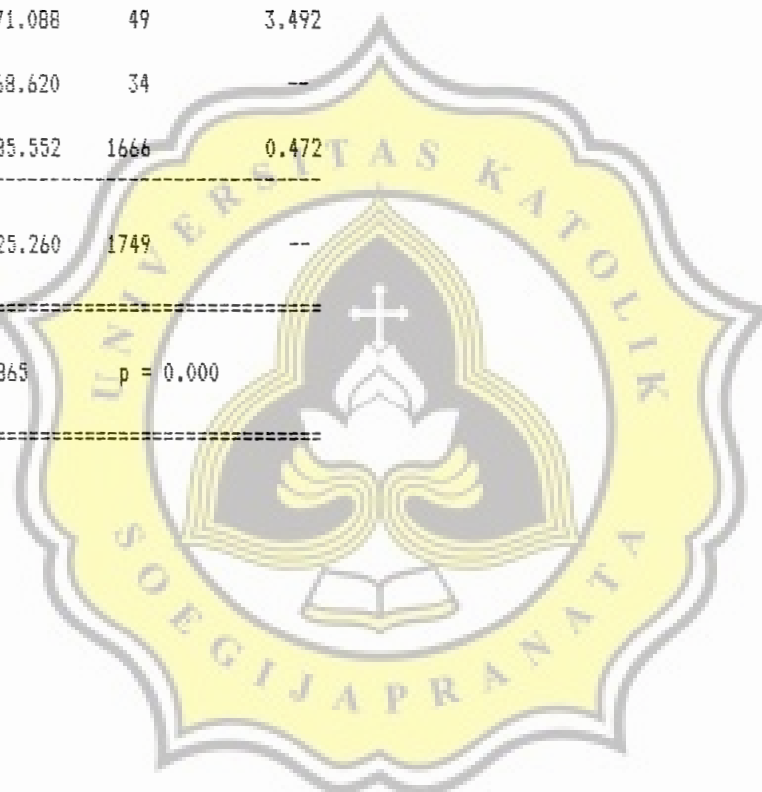 71.088 49 3.492
68.620 34 --
85.552 1666 0.472
25.260 1749 --
865 p = 0.000
UNIVERSITAS KATOLIK
SOEGIJAPRANATA